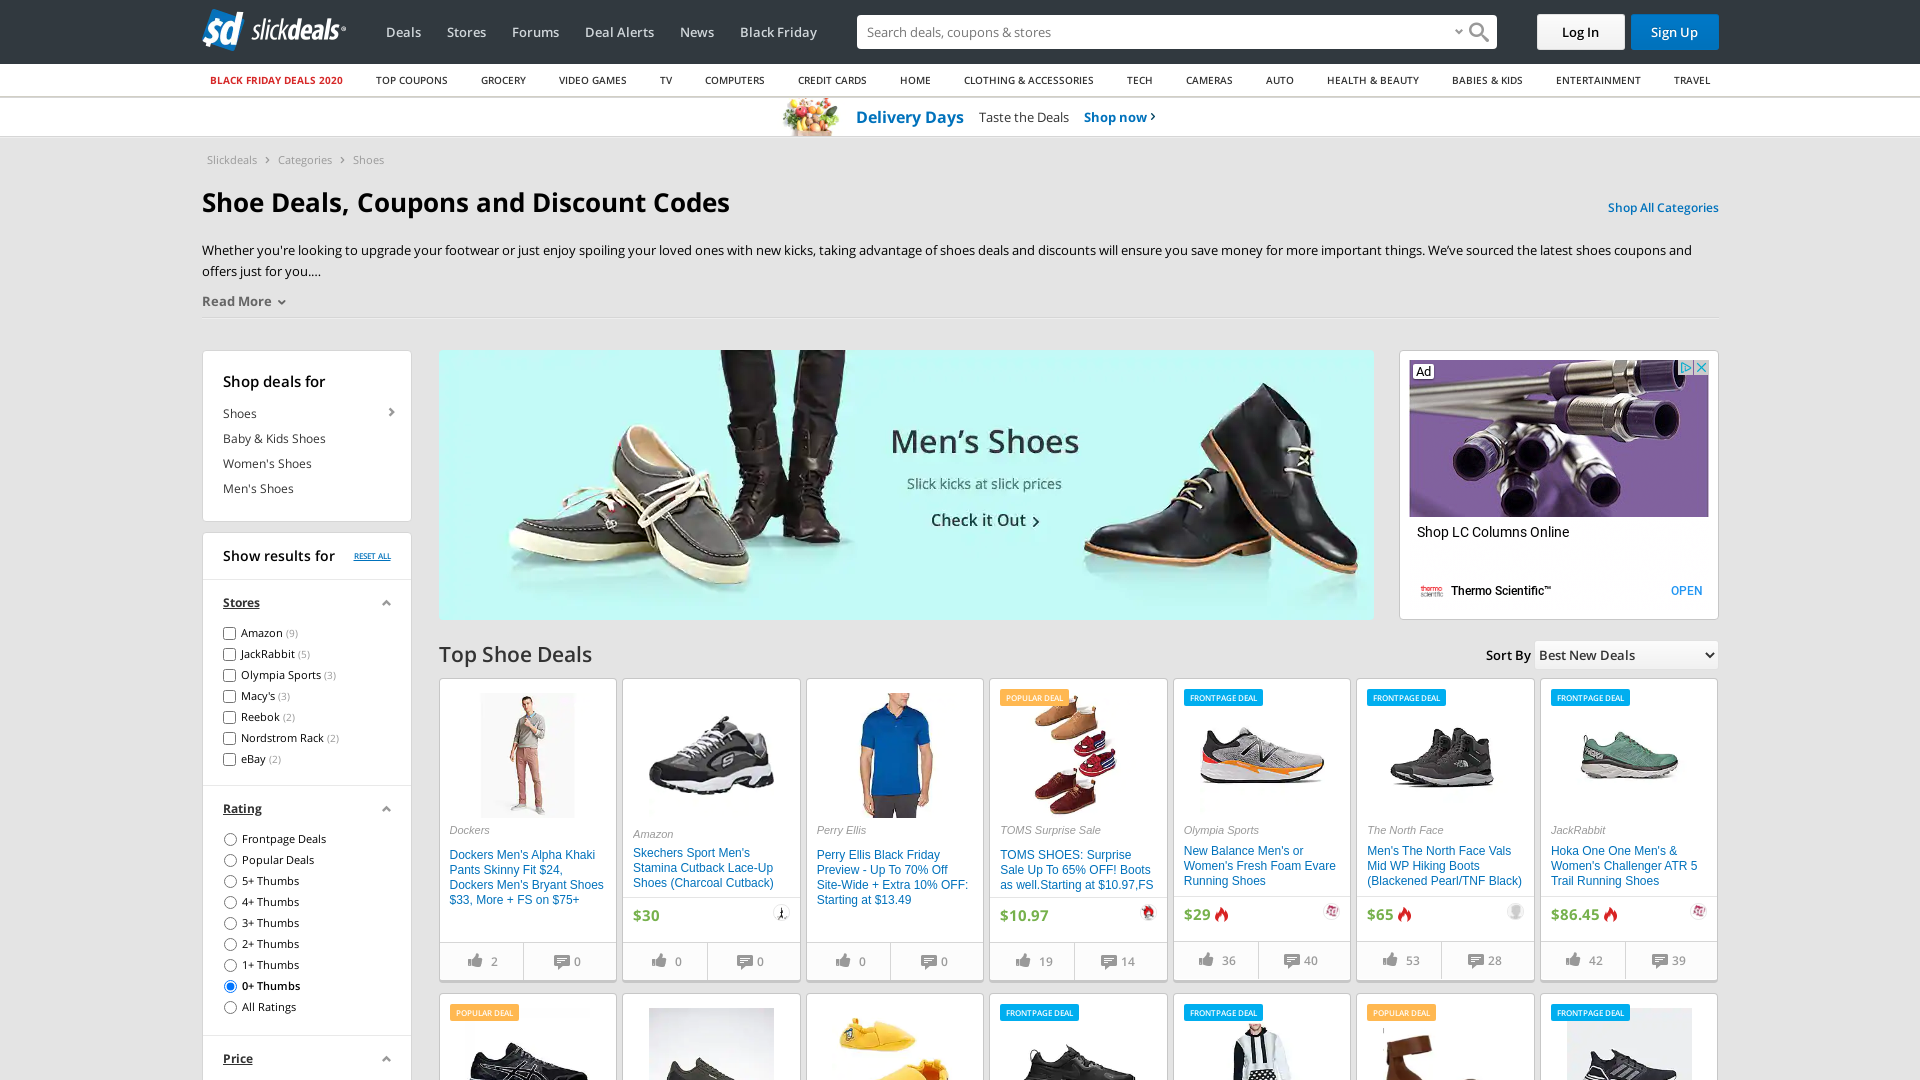 sd slickdeals
Deals
Stores
Forums
Deal Alerts
News
Black Friday
Search deals, coupons & stores
Log In
Sign Up
BLACK FRIDAY DEALS 2020
TOP COUPONS
GROCERY
VIDEO GAMES
TV
COMPUTERS
CREDIT CARDS
HOME
CLOTHING & ACCESSORIES
TECH
CAMERAS
AUTO
HEALTH & BEAUTY
BABIES & KIDS
ENTERTAINMENT
TRAVEL
Delivery Days Taste the Deals Shop now
Slickdeals > Categories > Shoes
Shoe Deals, Coupons and Discount Codes
Shop All Categories
Whether you're looking to upgrade your footwear or just enjoy spoiling your loved ones with new kicks, taking advantage of shoes deals and discounts will ensure you save money for more important things. We've sourced the latest shoes coupons and
offers just for you....
Read More
Shop deals for
Shoes
Baby & Kids Shoes
Women's Shoes
Men's Shoes
Show results for
RESET ALL
Stores
Amazon (9)
JackRabbit (5)
Olympia Sports (3)
Macy's (3)
Reebok (2)
Nordstrom Rack (2)
eBay (2)
Rating
Frontpage Deals
Popular Deals
5+ Thumbs
4+ Thumbs
3+ Thumbs
2+ Thumbs
1+ Thumbs
0+ Thumbs
All Ratings
Price
Men's Shoes
Slick kicks at slick prices
Check it Out
Ad
Shop LC Columns Online
thermo
scientific
Thermo Scientific™
OPEN
Top Shoe Deals
Sort By
Best New Deals
Dockers
Dockers Men's Alpha Khaki
Pants Skinny Fit $24,
Dockers Men's Bryant Shoes
$33, More + FS on $75+
2
0
Amazon
Skechers Sport Men's
Stamina Cutback Lace-Up
Shoes (Charcoal Cutback)
$30
0
0
Perry Ellis
Perry Ellis Black Friday
Preview - Up To 70% Off
Site-Wide + Extra 10% OFF:
Starting at $13.49
0
0
POPULAR DEAL
TOMS Surprise Sale
TOMS SHOES: Surprise
Sale Up To 65% OFF! Boots
as well.Starting at $10.97,FS
$10.97
19
14
FRONTPAGE DEAL
Olympia Sports
New Balance Men's or
Women's Fresh Foam Evare
Running Shoes
$29
36
40
FRONTPAGE DEAL
The North Face
Men's The North Face Vals
Mid WP Hiking Boots
(Blackened Pearl/TNF Black)
$65
53
28
FRONTPAGE DEAL
JackRabbit
Hoka One One Men's &
Women's Challenger ATR 5
Trail Running Shoes
$86.45
42
39
POPULAR DEAL
FRONTPAGE DEAL
FRONTPAGE DEAL
POPULAR DEAL
FRONTPAGE DEAL